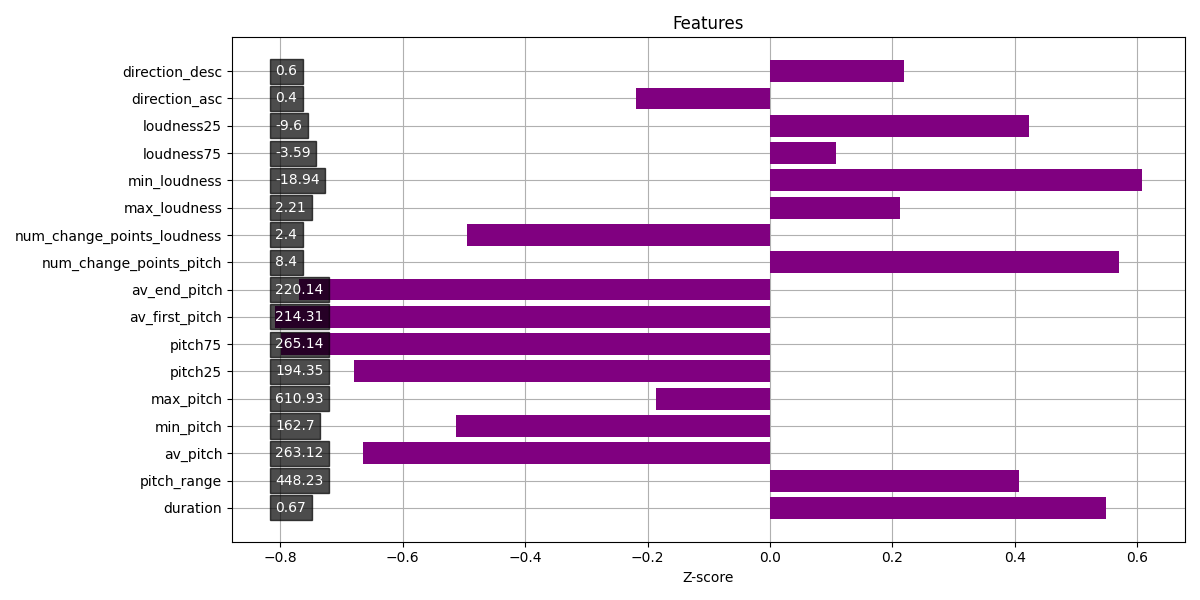 Features
direction_desc 0.6
direction_asc 0.4
loudness25 -9.6
loudness75 -3.59
min_loudness -18.94
max_loudness 2.21
num_change_points_loudness 2.4
num_change_points_pitch 8.4
av_end_pitch 220.14
av_first_pitch 214.31
pitch75 265.14
pitch25 194.35
max_pitch 610.93
min_pitch 162.7
av_pitch 263.12
pitch_range 448.23
duration 0.67
−0.8 −0.6 −0.4 −0.2 0.0 0.2 0.4 0.6
Z-score